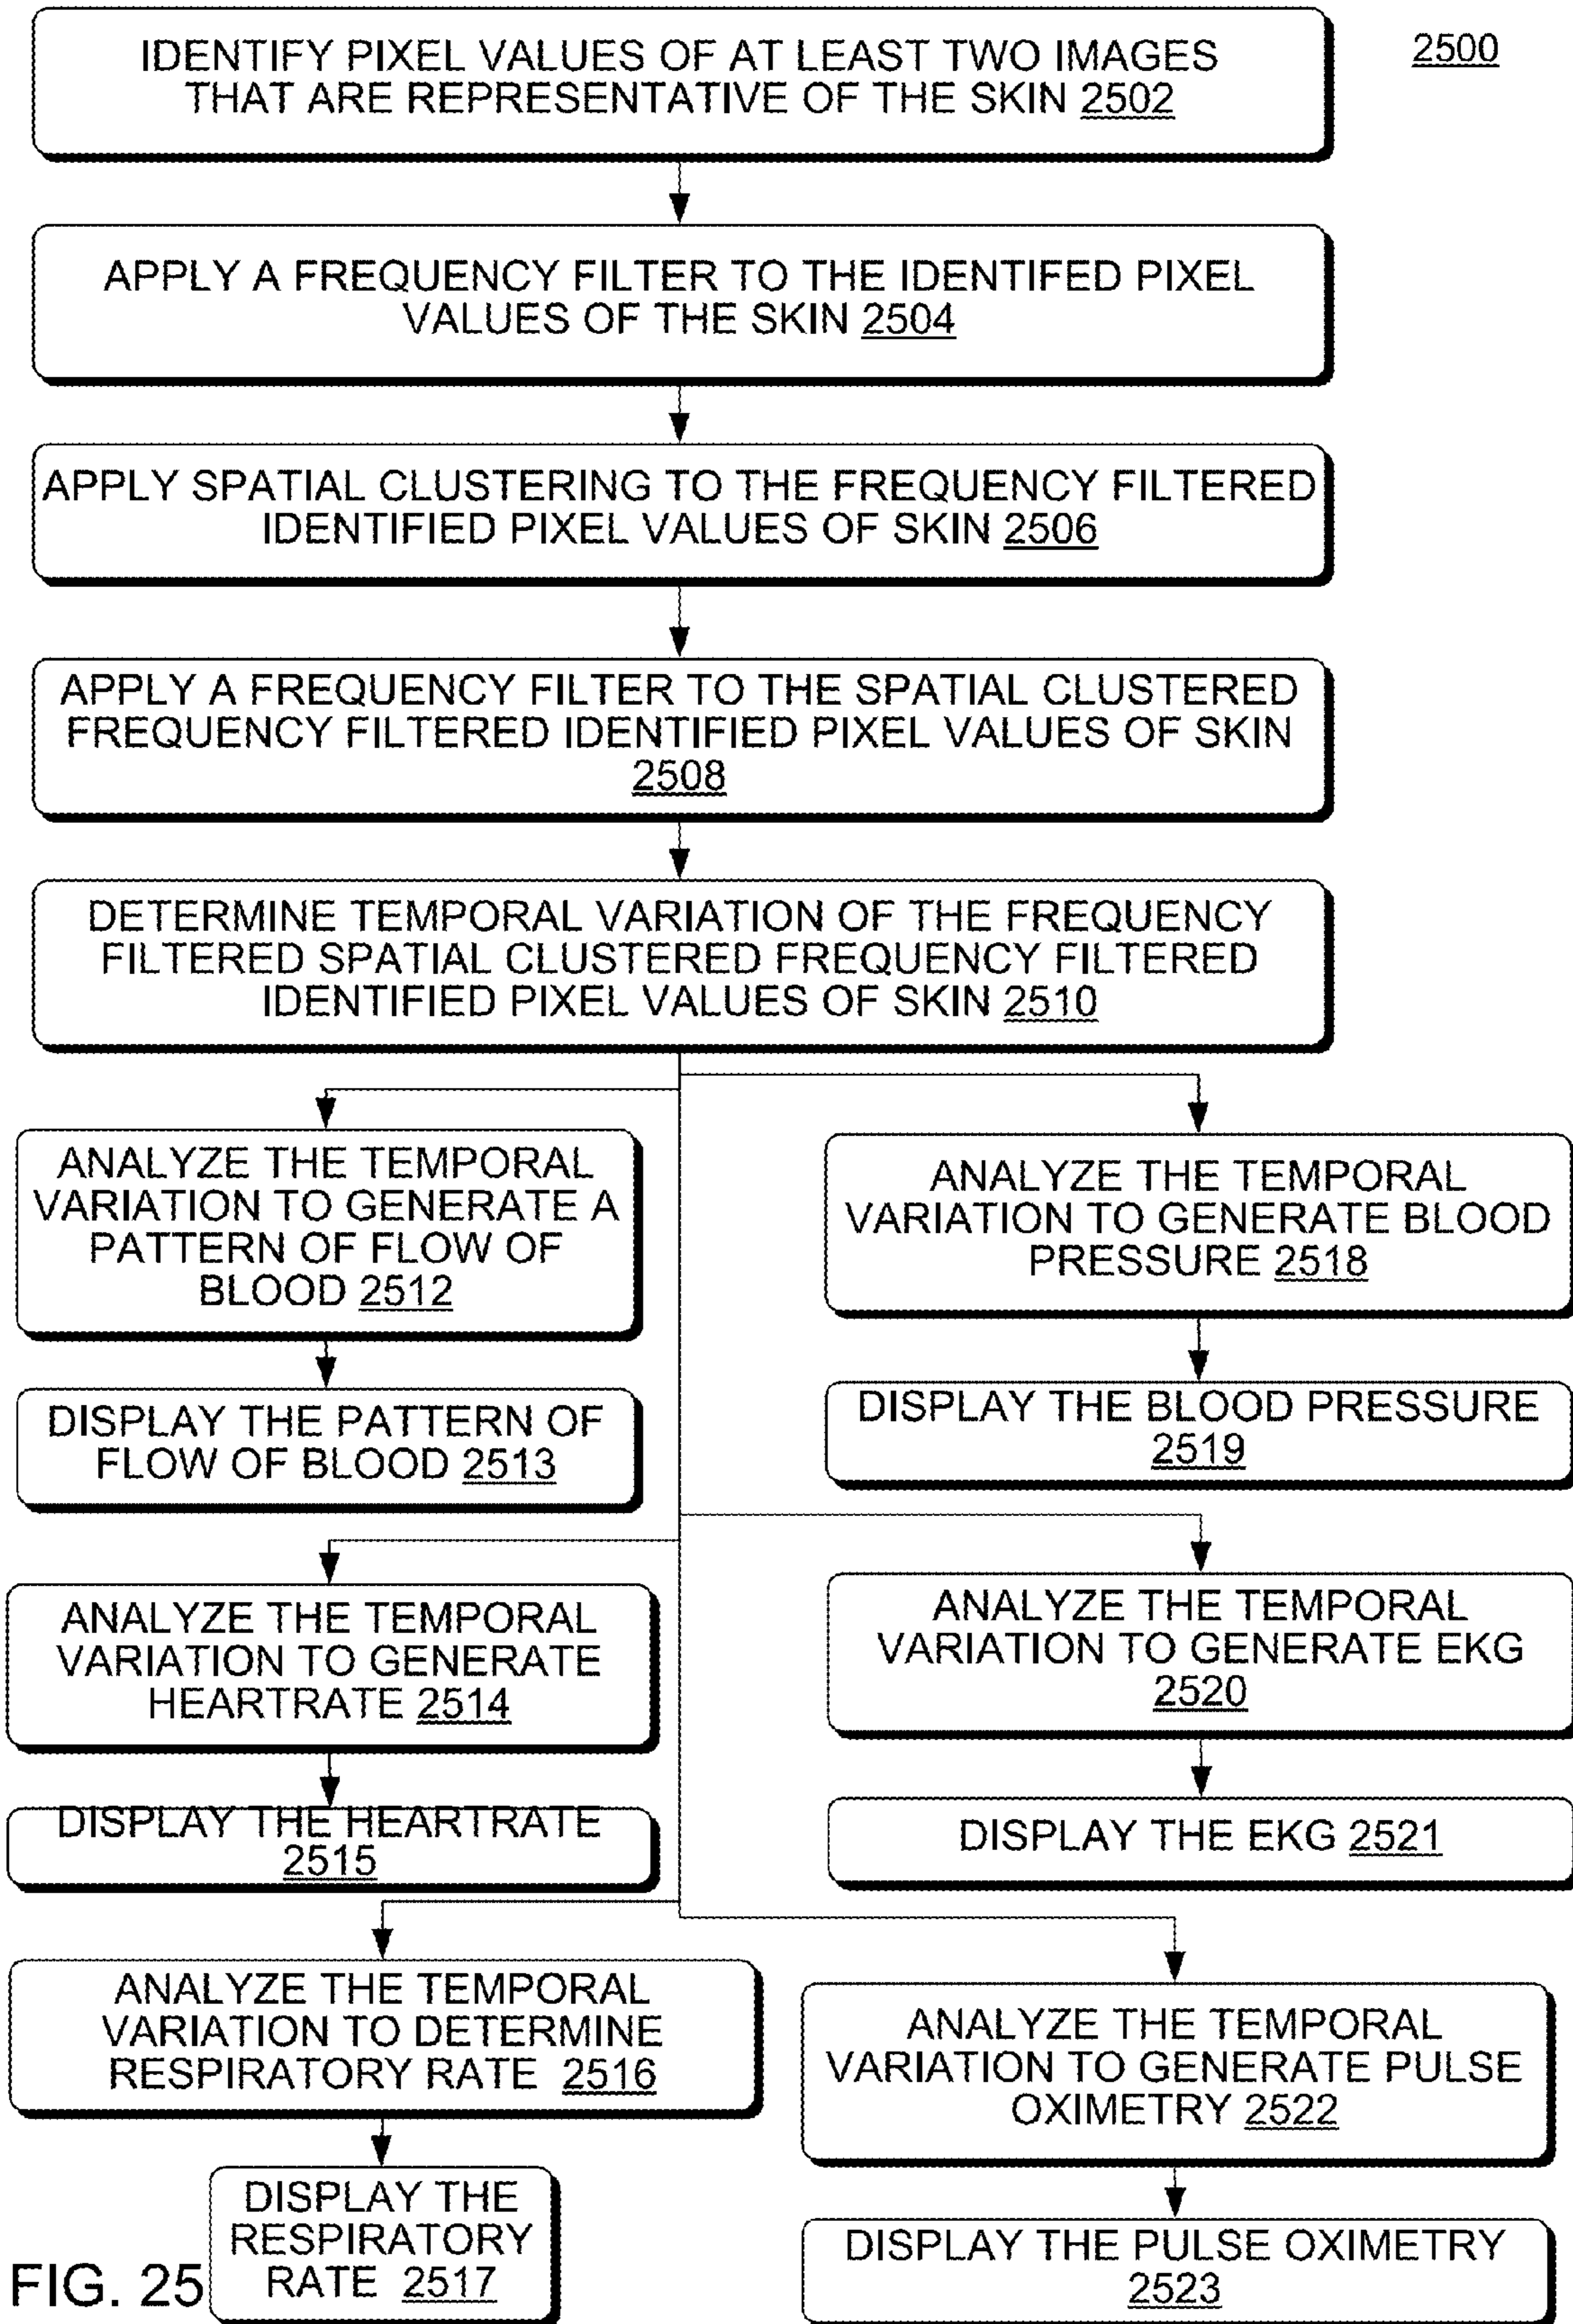 IDENTIFY PIXEL VALUES OF AT LEAST TWO IMAGES
THAT ARE REPRESENTATIVE OF THE SKIN 2502
2500
APPLY A FREQUENCY FILTER TO THE IDENTIFED PIXEL
VALUES OF THE SKIN 2504
APPLY SPATIAL CLUSTERING TO THE FREQUENCY FILTERED
IDENTIFIED PIXEL VALUES OF SKIN 2506
APPLY A FREQUENCY FILTER TO THE SPATIAL CLUSTERED
FREQUENCY FILTERED IDENTIFIED PIXEL VALUES OF SKIN
2508
DETERMINE TEMPORAL VARIATION OF THE FREQUENCY
FILTERED SPATIAL CLUSTERED FREQUENCY FILTERED
IDENTIFIED PIXEL VALUES OF SKIN 2510
ANALYZE THE TEMPORAL
VARIATION TO GENERATE A
PATTERN OF FLOW OF
BLOOD 2512
ANALYZE THE TEMPORAL
VARIATION TO GENERATE BLOOD
PRESSURE 2518
DISPLAY THE PATTERN OF
FLOW OF BLOOD 2513
DISPLAY THE BLOOD PRESSURE
2519
ANALYZE THE TEMPORAL
VARIATION TO GENERATE
HEARTRATE 2514
ANALYZE THE TEMPORAL
VARIATION TO GENERATE EKG
2520
DISPLAY THE HEARTRATE
2515
DISPLAY THE EKG 2521
ANALYZE THE TEMPORAL
VARIATION TO DETERMINE
RESPIRATORY RATE 2516
ANALYZE THE TEMPORAL
VARIATION TO GENERATE PULSE
OXIMETRY 2522
DISPLAY THE
RESPIRATORY
RATE 2517
DISPLAY THE PULSE OXIMETRY
2523
FIG. 25